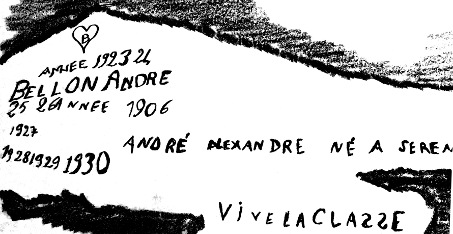 B
ANNEE 1923 24
BELLON ANDRE
25 26 ANNEE 1906
1927
1928 1929 1930
ANDRÉ ALEXANDRE NÉ A SEREN
VIVE LA CLASSE